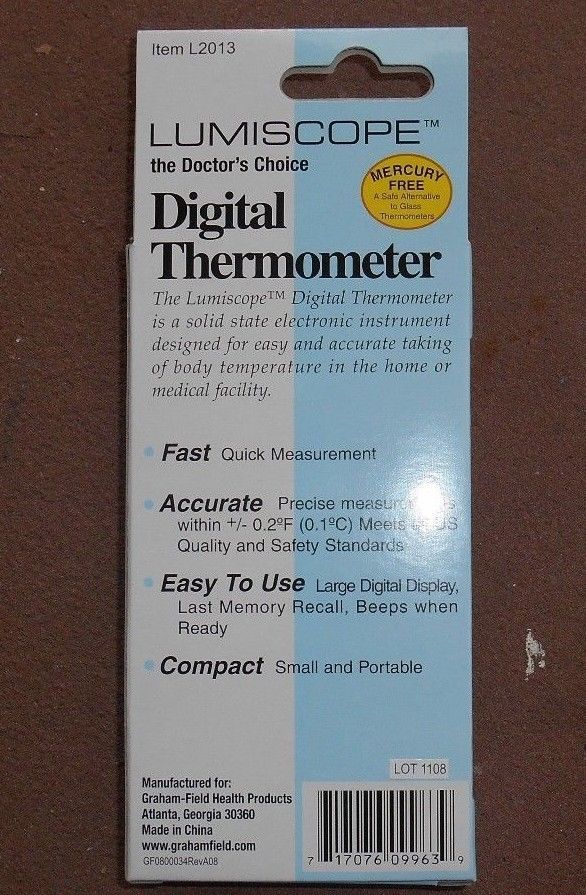 Item L2013
LUMISCOPE™
the Doctor's Choice
MERCURY
FREE
A Safe Alternative
to Glass
Thermometers
Digital
Thermometer
The Lumiscope™ Digital Thermometer
is a solid state electronic instrument
designed for easy and accurate taking
of body temperature in the home or
medical facility.
Fast Quick Measurement
Accurate Precise
within +/- 0.2ºF (0.1ºC) Meets US
Quality and Safety Standards
Easy To Use Large Digital Display,
Last Memory Recall, Beeps when
Ready
Compact Small and Portable
LOT 1108
Manufactured for:
Graham-Field Health Products
Atlanta, Georgia 30360
Made in China
www.grahamfield.com
GF0800034RevA08
7 17076 09963 9